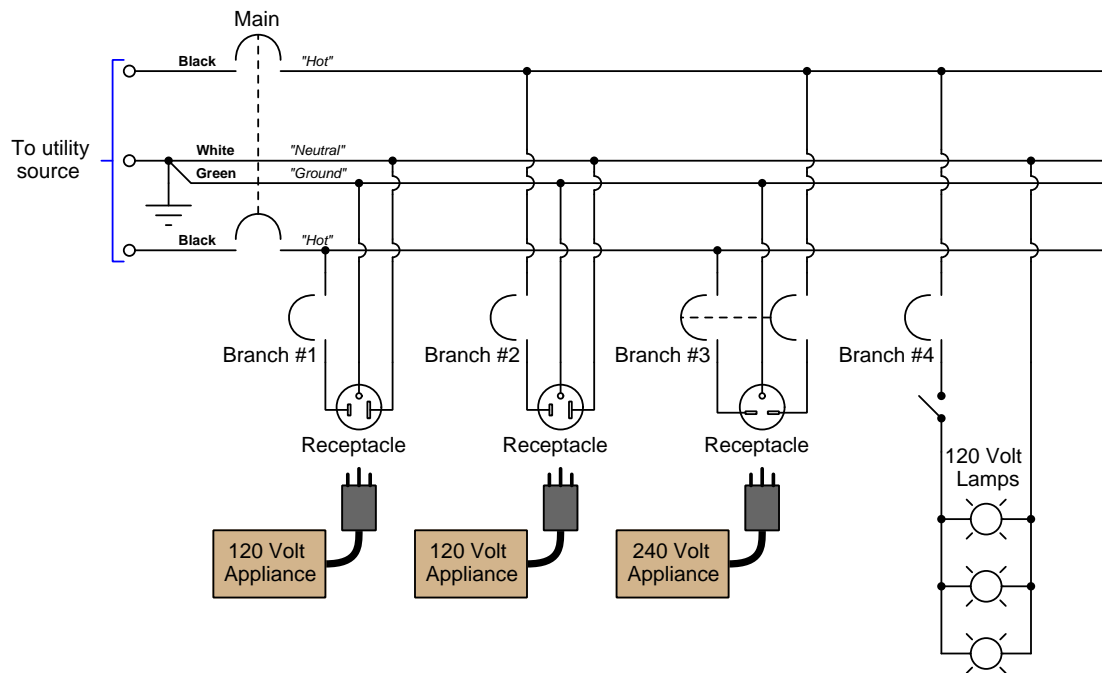 Main
Black
"Hot"
To utility
source
White
"Neutral"
Green
"Ground"
Black
"Hot"
Branch #1
Branch #2
Branch #3
Branch #4
Receptacle
Receptacle
Receptacle
120 Volt
Lamps
120 Volt
Appliance
120 Volt
Appliance
240 Volt
Appliance